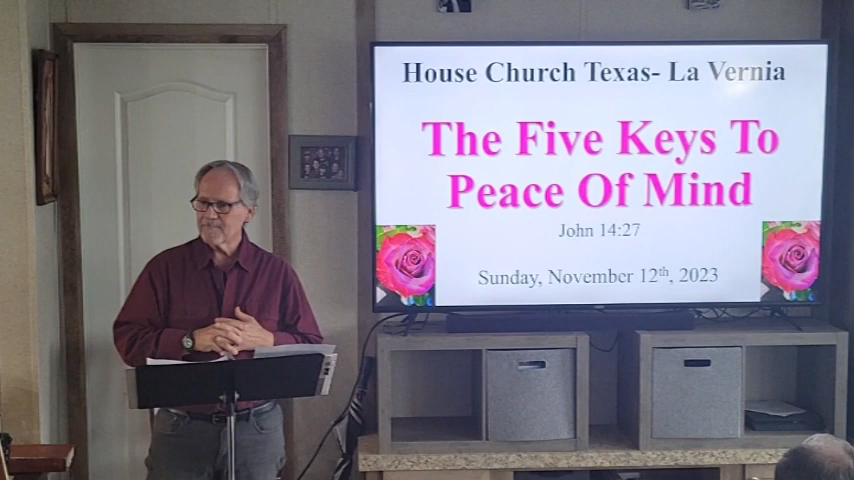 House Church Texas- La Vernia
The Five Keys To
Peace Of Mind
John 14:27
Sunday, November 12th, 2023